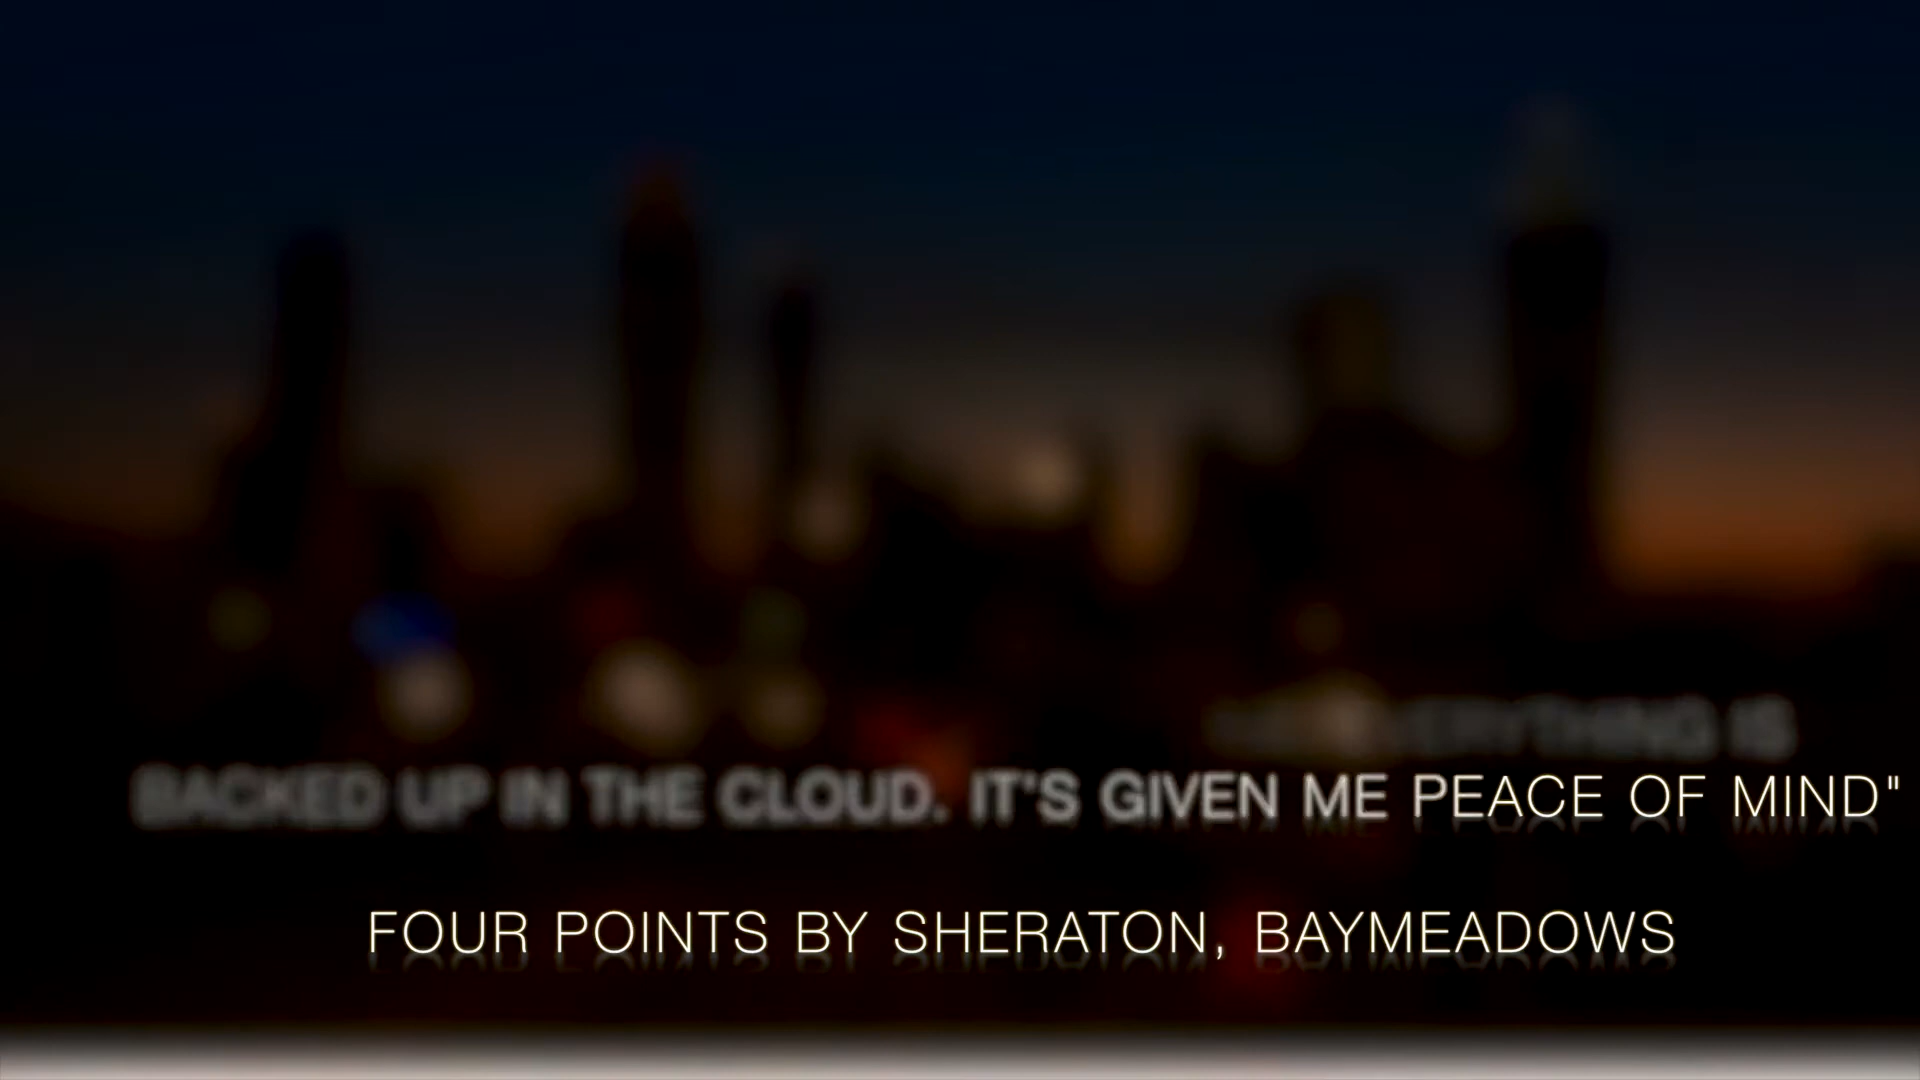 EVERYTHING IS
BACKED UP IN THE CLOUD. IT'S GIVEN ME PEACE OF MIND"
FOUR POINTS BY SHERATON, BAYMEADOWS